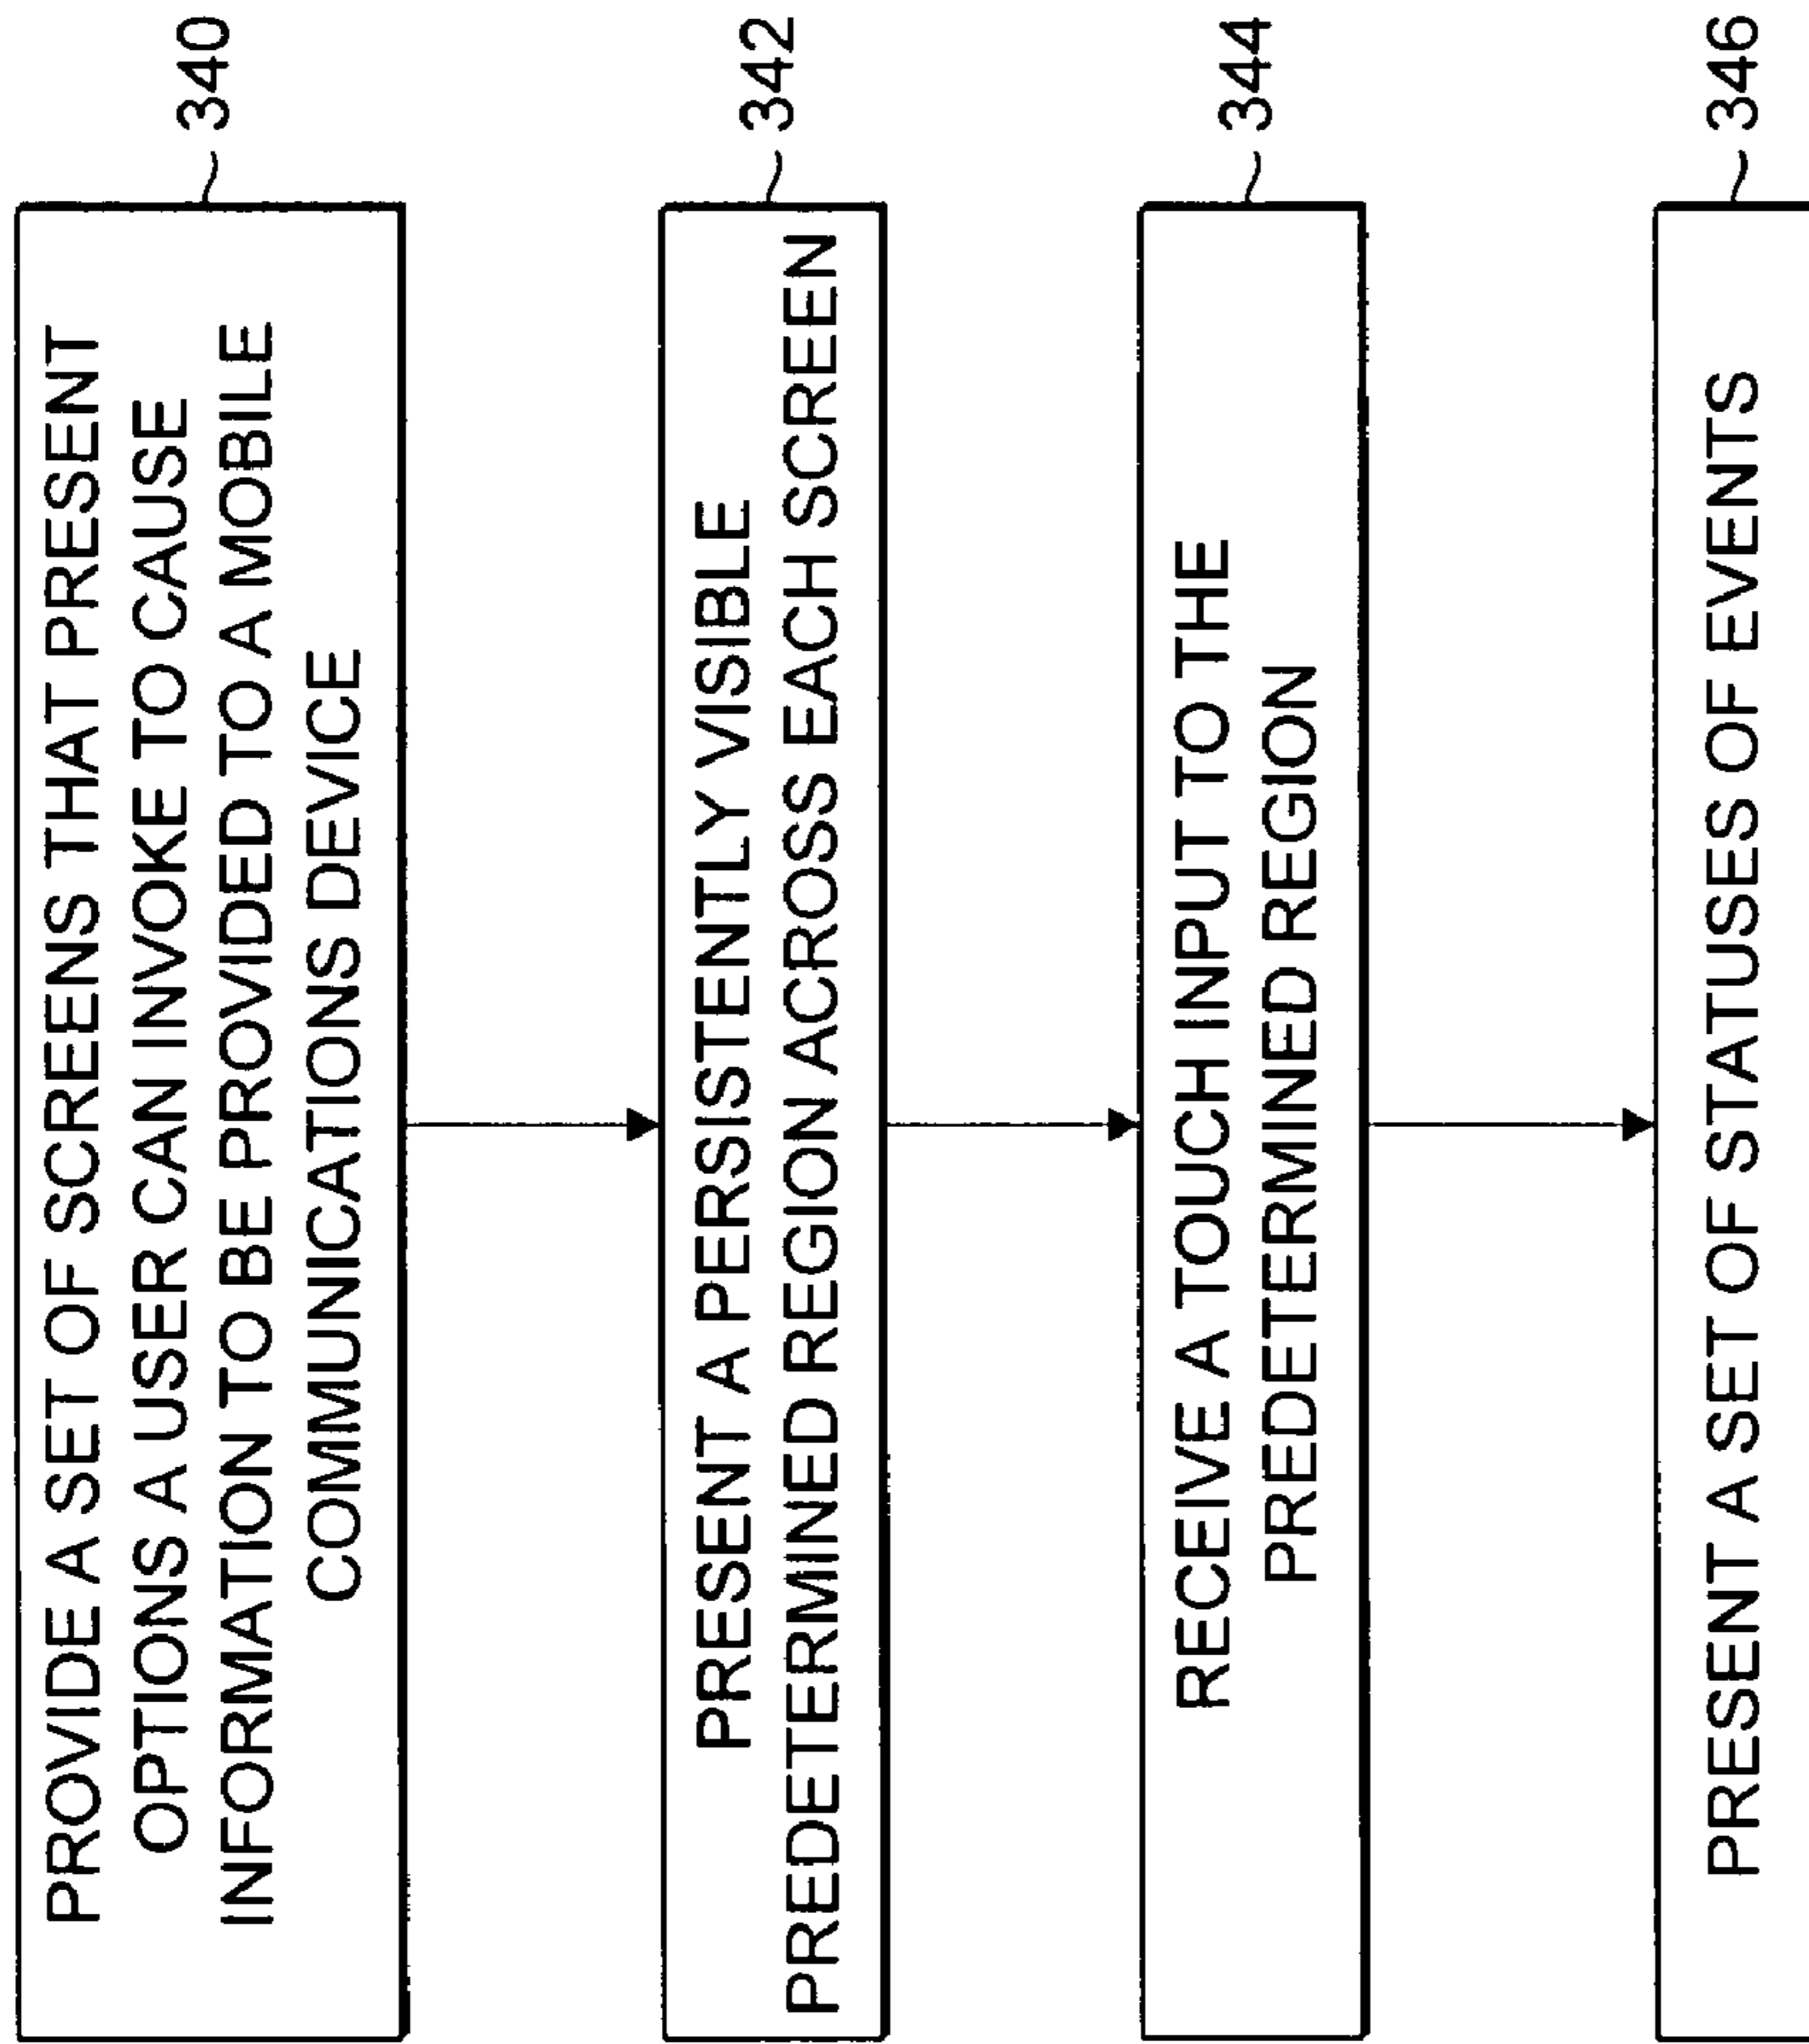 PROVIDE A SET OF SCREENS THAT PRESENT
OPTIONS A USER CAN INVOKE TO CAUSE
INFORMATION TO BE PROVIDED TO A MOBILE
COMMUNICATIONS DEVICE
340
PRESENT A PERSISTENTLY VISIBLE
PREDETERMINED REGION ACROSS EACH SCREEN
342
RECEIVE A TOUCH INPUT TO THE
PREDETERMINED REGION
344
PRESENT A SET OF STATUSES OF EVENTS
346